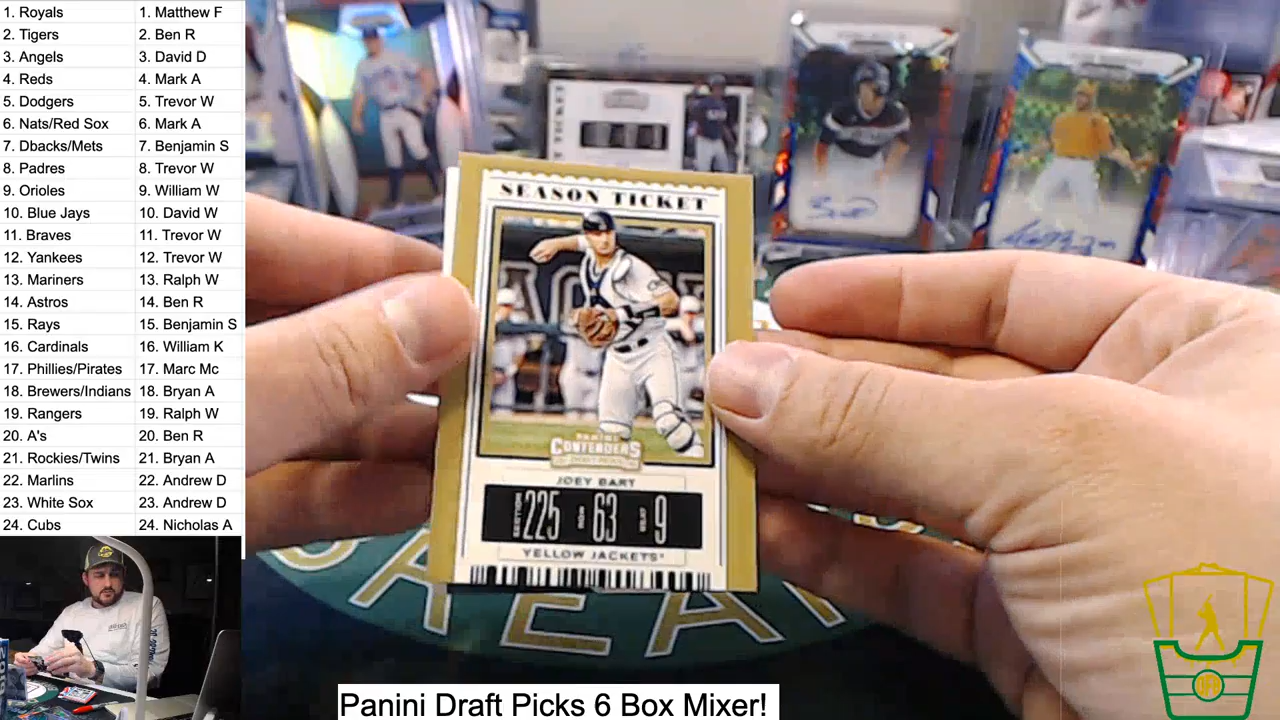 1. Royals 1. Matthew F
2. Tigers 2. Ben R
3. Angels 3. David D
4. Reds 4. Mark A
5. Dodgers 5. Trevor W
6. Nats/Red Sox 6. Mark A
7. Dbacks/Mets 7. Benjamin S
8. Padres 8. Trevor W
9. Orioles 9. William W
10. Blue Jays 10. David W
11. Braves 11. Trevor W
12. Yankees 12. Trevor W
13. Mariners 13. Ralph W
14. Astros 14. Ben R
15. Rays 15. Benjamin S
16. Cardinals 16. William K
17. Phillies/Pirates 17. Marc Mc
18. Brewers/Indians 18. Bryan A
19. Rangers 19. Ralph W
20. A's 20. Ben R
21. Rockies/Twins 21. Bryan A
22. Marlins 22. Andrew D
23. White Sox 23. Andrew D
24. Cubs 24. Nicholas A
SEASON TICKET
PANINI
CONTENDERS
JOEY BART
225 63 9
YELLOW JACKETS
BREAK
Panini Draft Picks 6 Box Mixer!